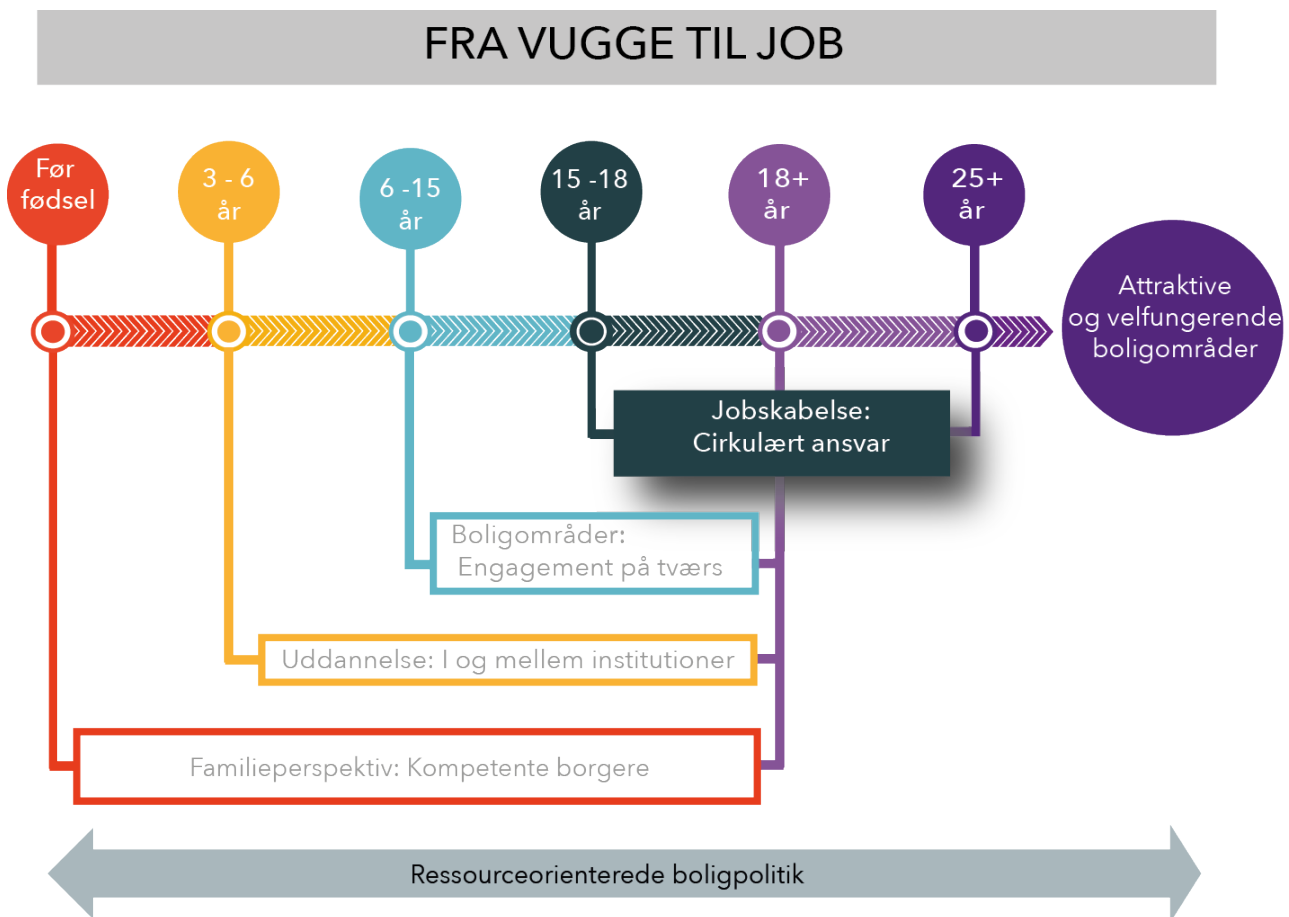 FRA VUGGE TIL JOB
Før
fødsel
3 - 6
år
6 -15
år
15 -18
år
18+
år
25+
år
Attraktive
og velfungerende
boligområder
Jobskabelse:
Cirkulært ansvar
Boligområder:
Engagement på tværs
Uddannelse: I og mellem institutioner
Familieperspektiv: Kompetente borgere
Ressourceorienterede boligpolitik